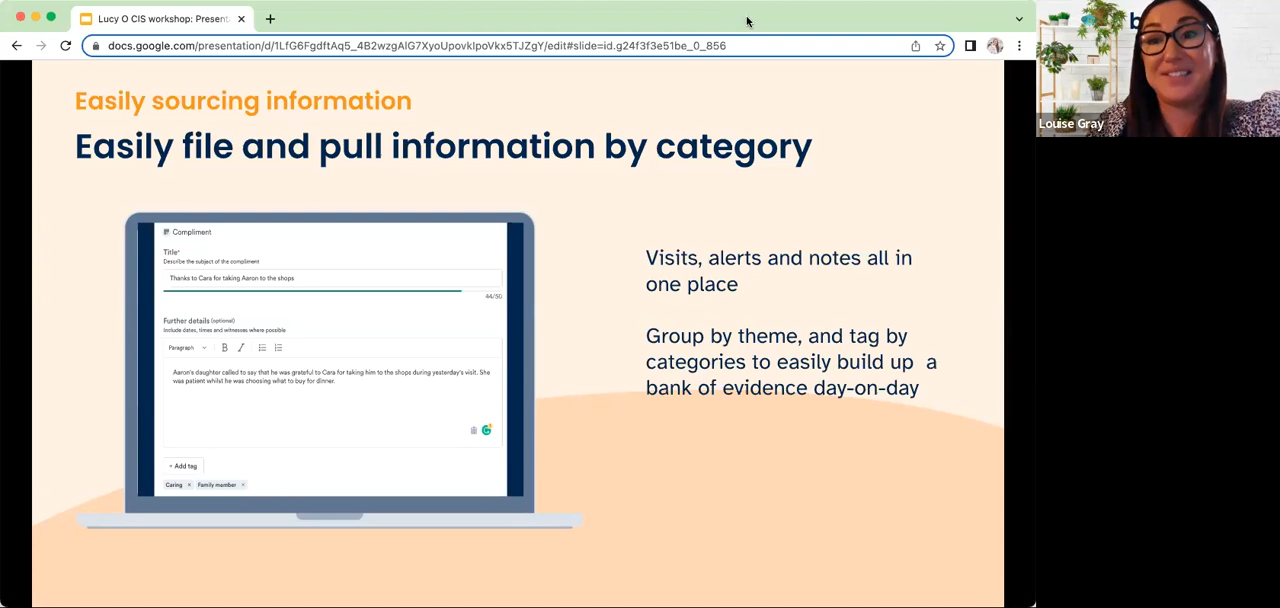 Lucy O CIS workshop: Present
docs.google.com/presentation/d/1LfG6FgdftAq5_4B2wzgAlG7XyoUpovklpoVkx5TJZgY/edit#slide=id.g24f3f3e51be_0_856
Louise Gray
Easily sourcing information
Easily file and pull information by category
Compliment
Title*
Describe the subject of the compliment
Thanks to Cara for taking Aaron to the shops
44/50
Further details (optional)
Include dates, times and witnesses where possible
Paragraph
B I
Aaron's daughter called to say that he was grateful to Cara for taking him to the shops during yesterday's visit. She
was patient whilst he was choosing what to buy for dinner.
+ Add tag
Caring × Family member ×
Visits, alerts and notes all in
one place
Group by theme, and tag by
categories to easily build up a
bank of evidence day-on-day